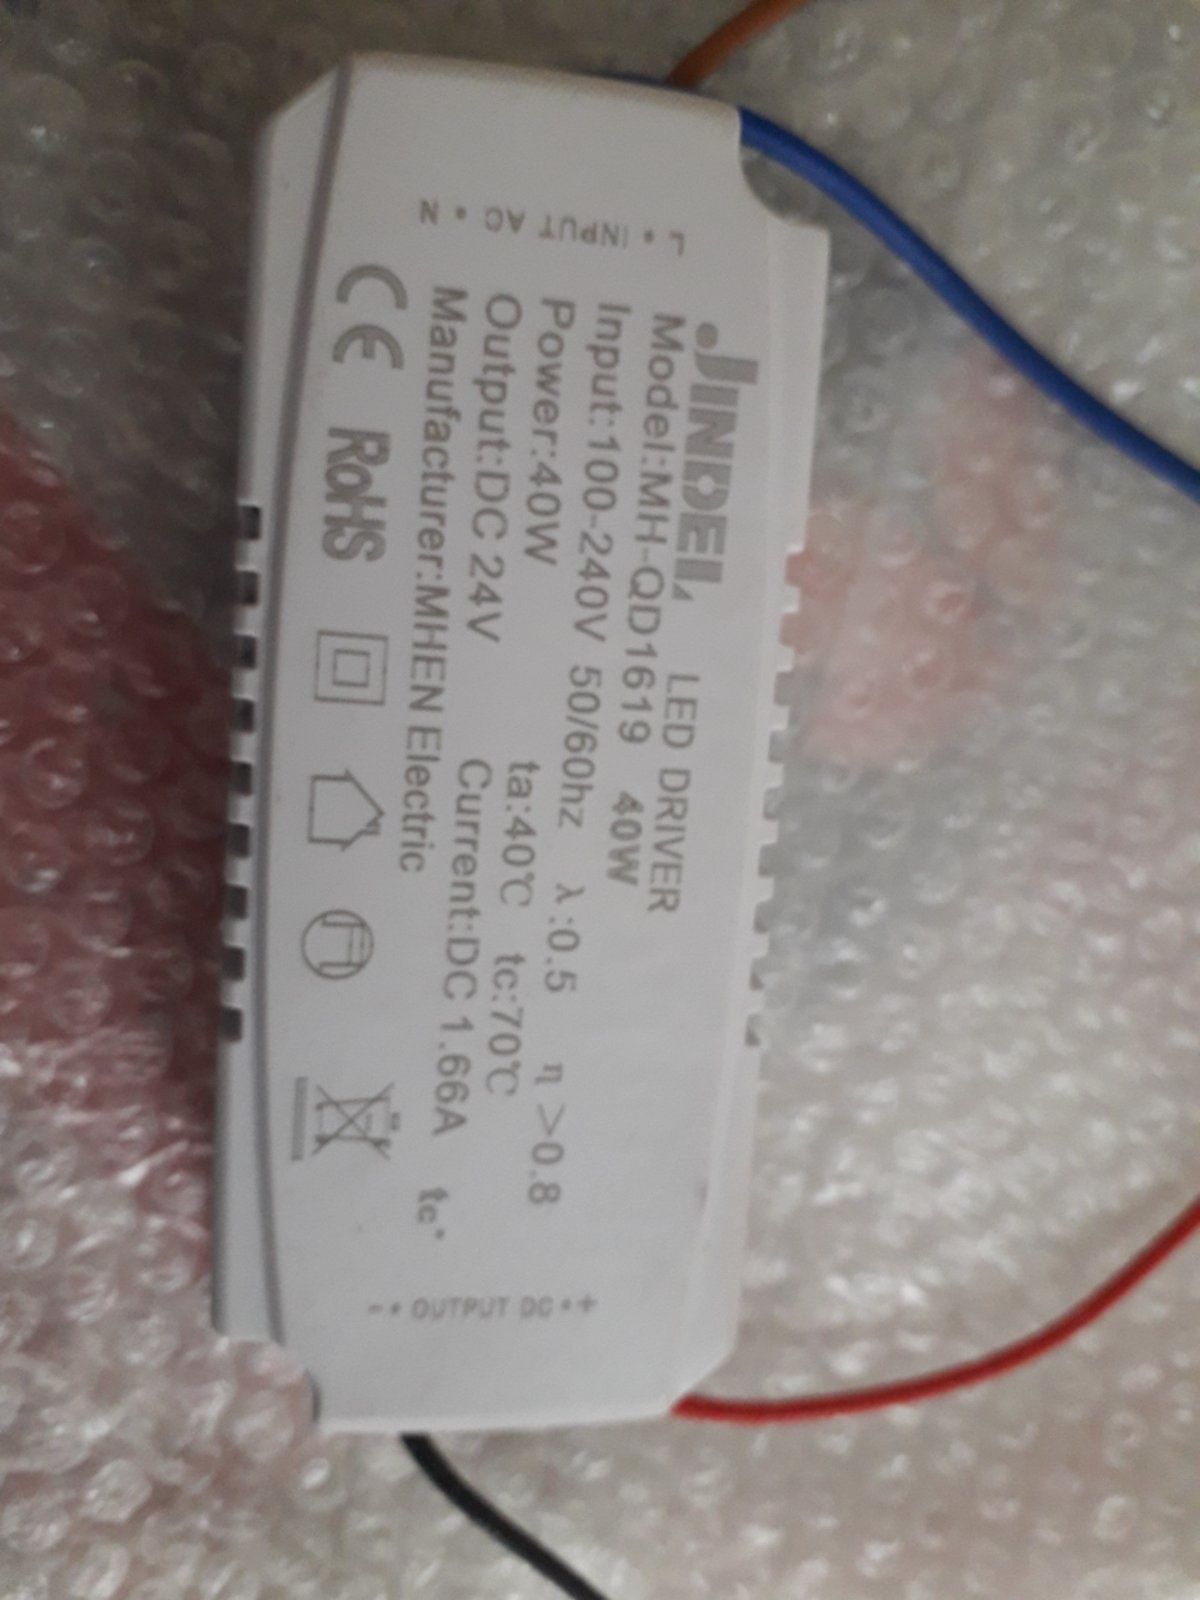 L • INPUT AC • N
JINDEL LED DRIVER
Model:MH-QD1619 40W
Input:100-240V 50/60hz λ:0.5 η >0.8
Power:40W ta:40℃ tc:70℃
Output:DC 24V Current:DC 1.66A tc•
Manufacturer:MHEN Electric
CE RoHS
- • OUTPUT DC • +